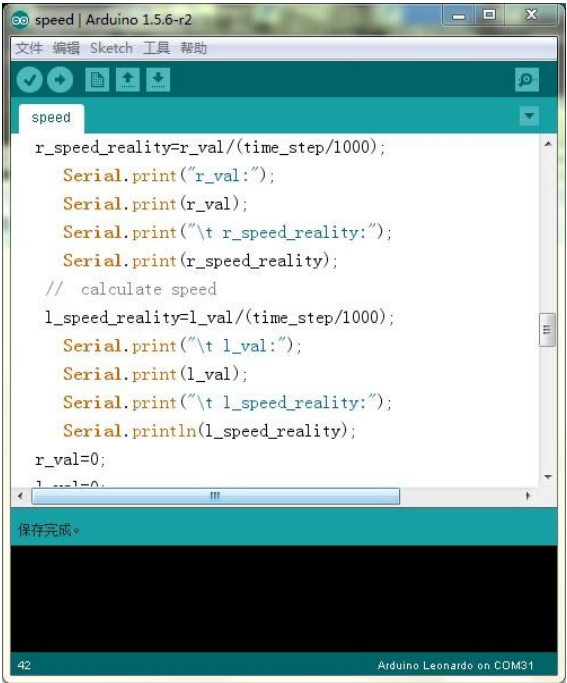 speed | Arduino 1.5.6-r2
文件 编辑 Sketch 工具 帮助
speed
r_speed_reality=r_val/(time_step/1000);
Serial.print("r_val:");
Serial.print(r_val);
Serial.print("\t r_speed_reality:");
Serial.print(r_speed_reality);
// calculate speed
l_speed_reality=l_val/(time_step/1000);
Serial.print("\t l_val:");
Serial.print(l_val);
Serial.print("\t l_speed_reality:");
Serial.println(l_speed_reality);
r_val=0;
l_val=0;
保存完成。
42 Arduino Leonardo on COM31